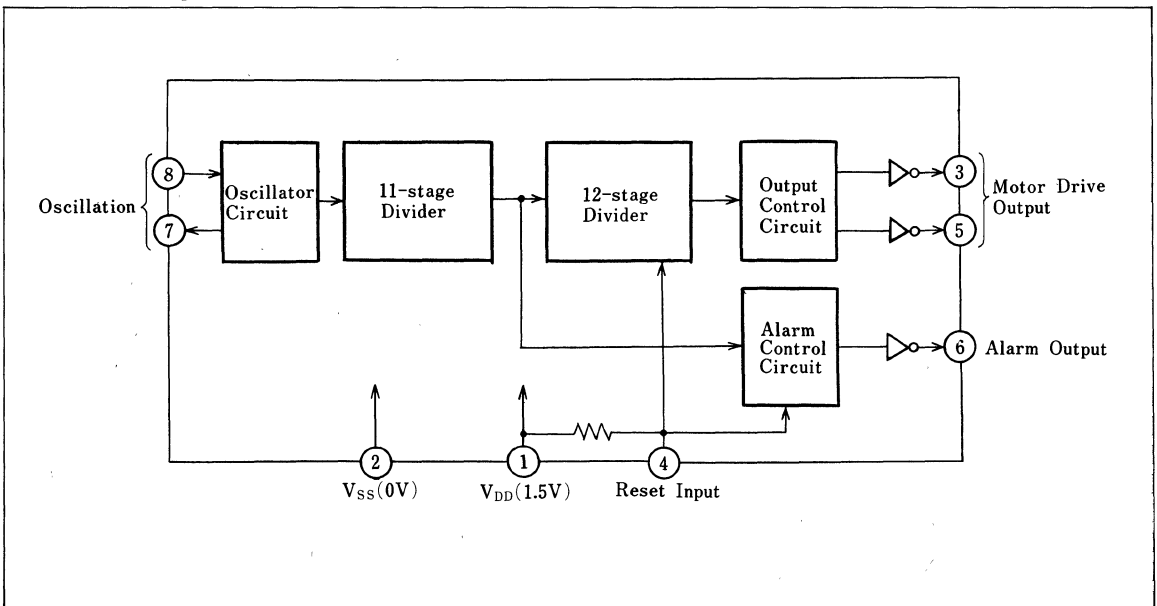 Oscillation
8
7
Oscillator
Circuit
11-stage
Divider
12-stage
Divider
Output
Control
Circuit
3
5
Motor Drive
Output
Alarm
Control
Circuit
6
Alarm Output
2
VSS(0V)
1
VDD(1.5V)
4
Reset Input